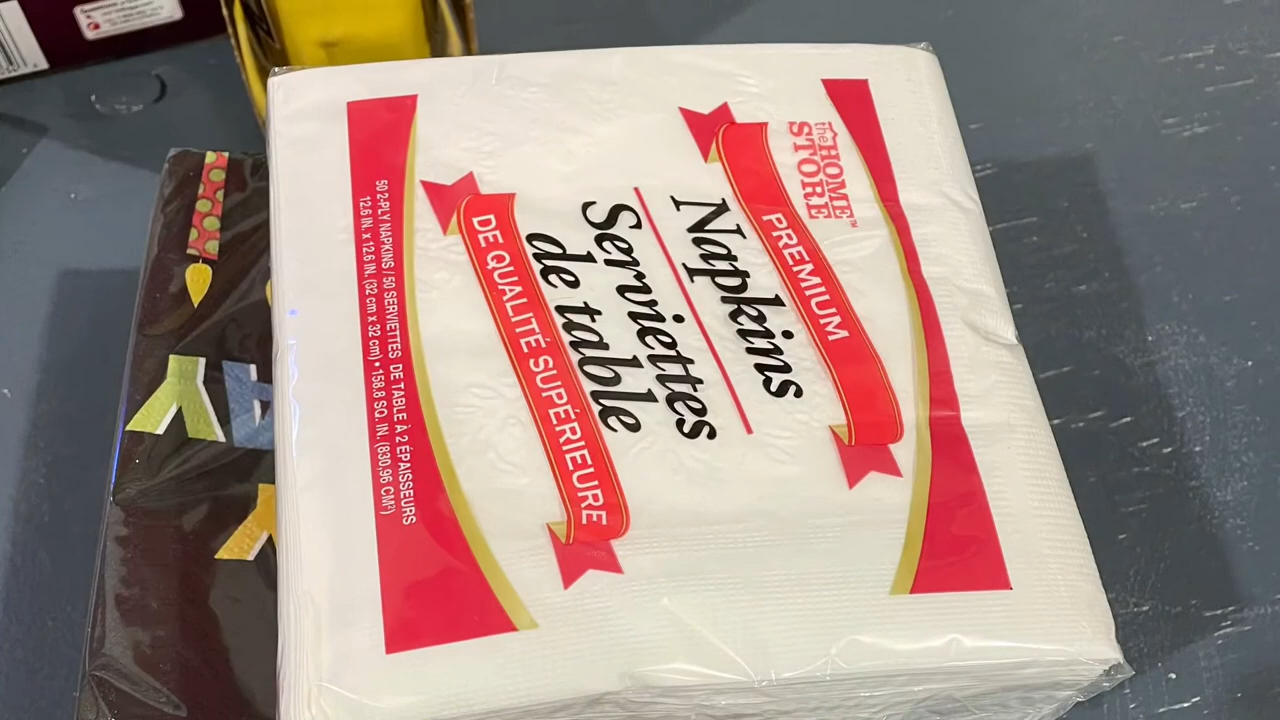 the HOME
STORE™
PREMIUM
Napkins
Serviettes
de table
DE QUALITÉ SUPÉRIEURE
50 2-PLY NAPKINS / 50 SERVIETTES DE TABLE À 2 ÉPAISSEURS
12.6 IN. x 12.6 IN. (32 cm x 32 cm) • 158.8 SQ. IN. (830,96 CM²)